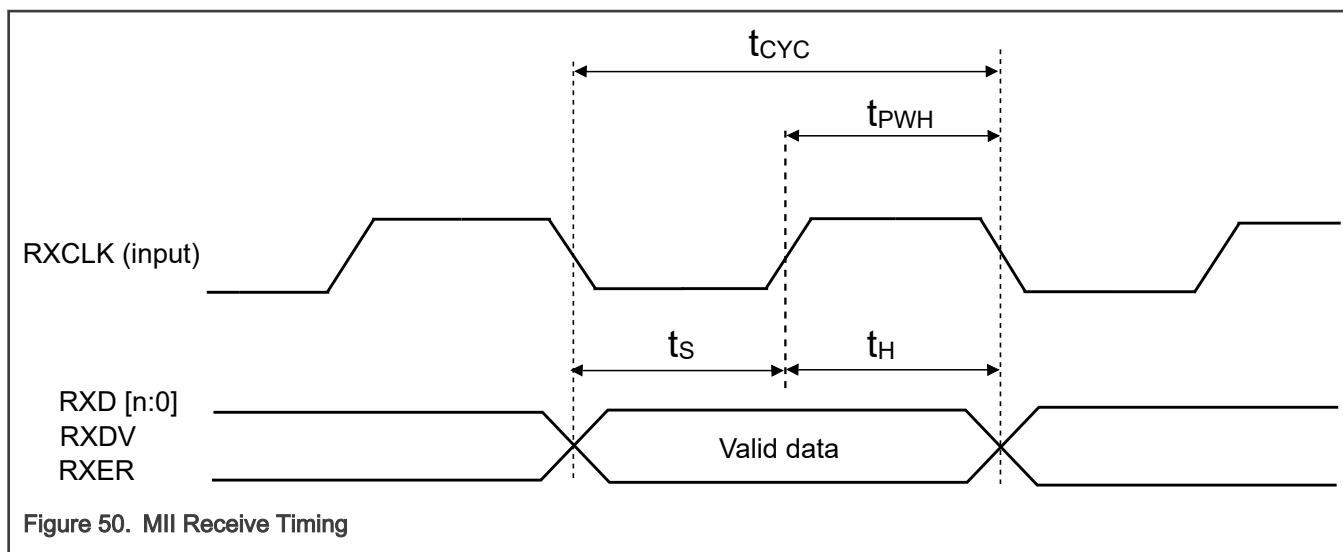 tCYC
tPWH
RXCLK (input)
tS
tH
RXD [n:0]
RXDV
RXER
Valid data
Figure 50. MII Receive Timing